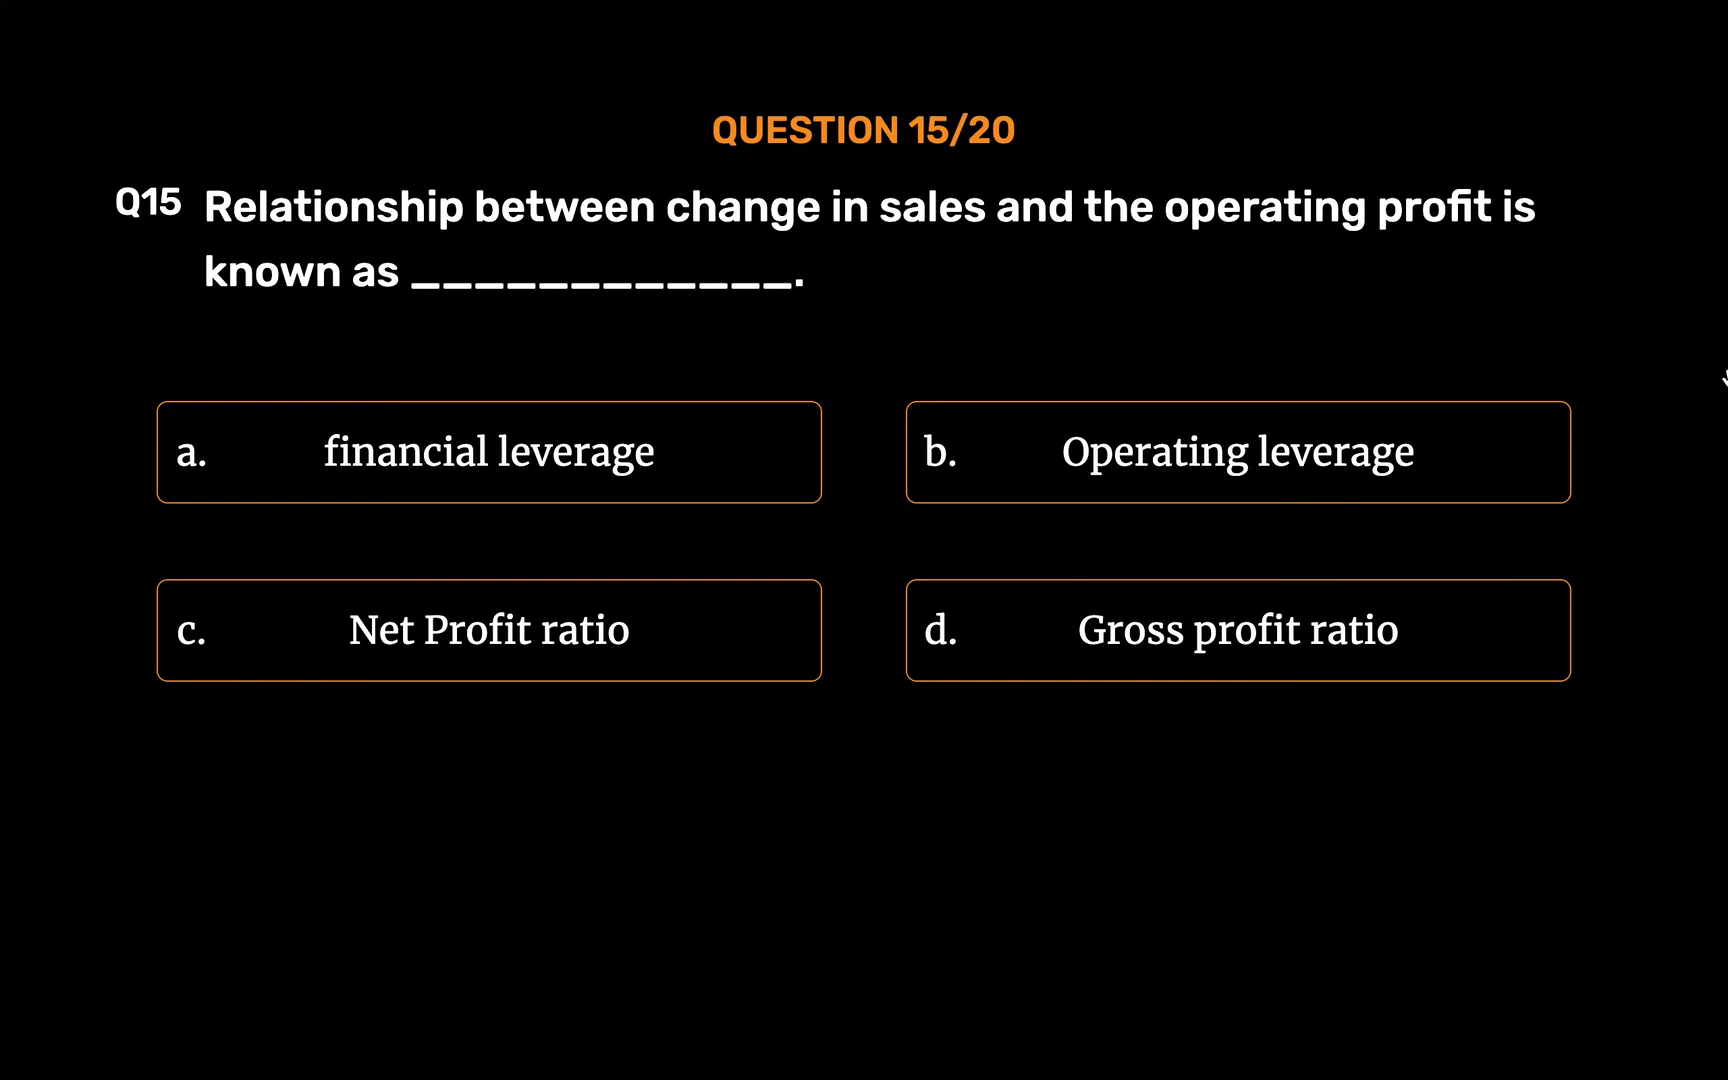 QUESTION 15/20
Q15 Relationship between change in sales and the operating profit is
known as ____________.
a. financial leverage
b. Operating leverage
c. Net Profit ratio
d. Gross profit ratio